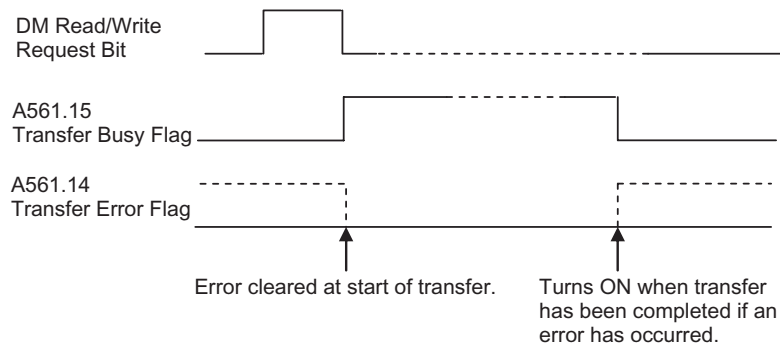 DM Read/Write
Request Bit
A561.15
Transfer Busy Flag
A561.14
Transfer Error Flag
Error cleared at start of transfer.
Turns ON when transfer
has been completed if an
error has occurred.